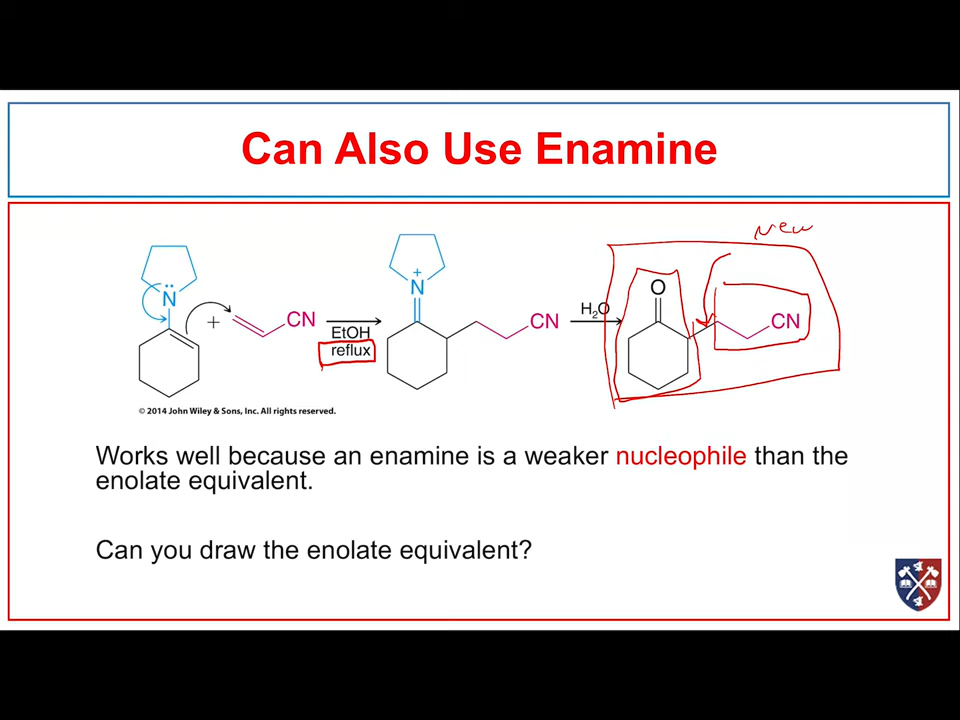 Can Also Use Enamine
New
N
+
CN
EtOH
reflux
+
N
CN
H2O
O
CN
© 2014 John Wiley & Sons, Inc. All rights reserved.
Works well because an enamine is a weaker nucleophile than the
enolate equivalent.
Can you draw the enolate equivalent?